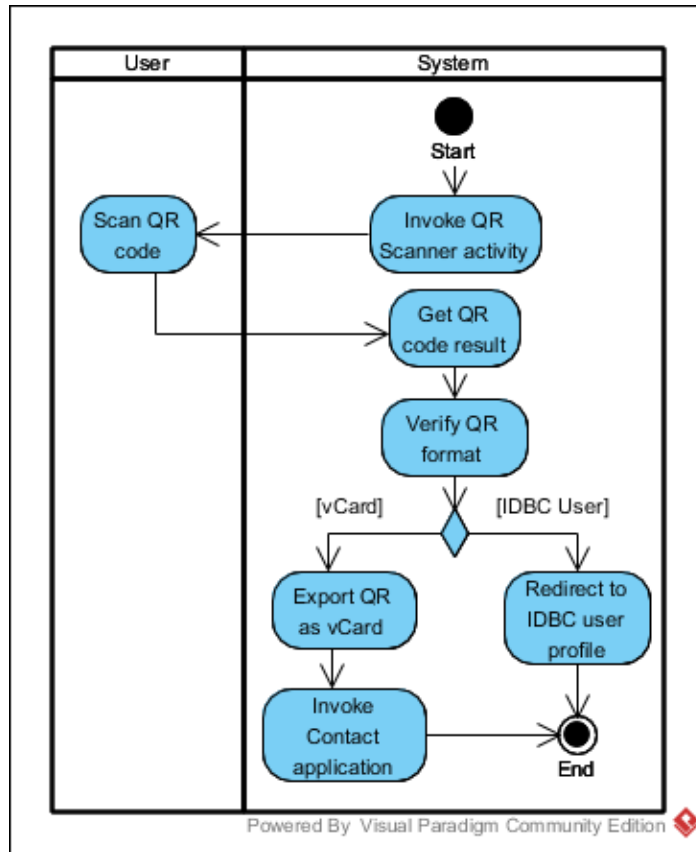 User
System
Start
Scan QR
code
Invoke QR
Scanner activity
Get QR
code result
Verify QR
format
[vCard]
[IDBC User]
Export QR
as vCard
Redirect to
IDBC user
profile
Invoke
Contact
application
End
Powered By Visual Paradigm Community Edition